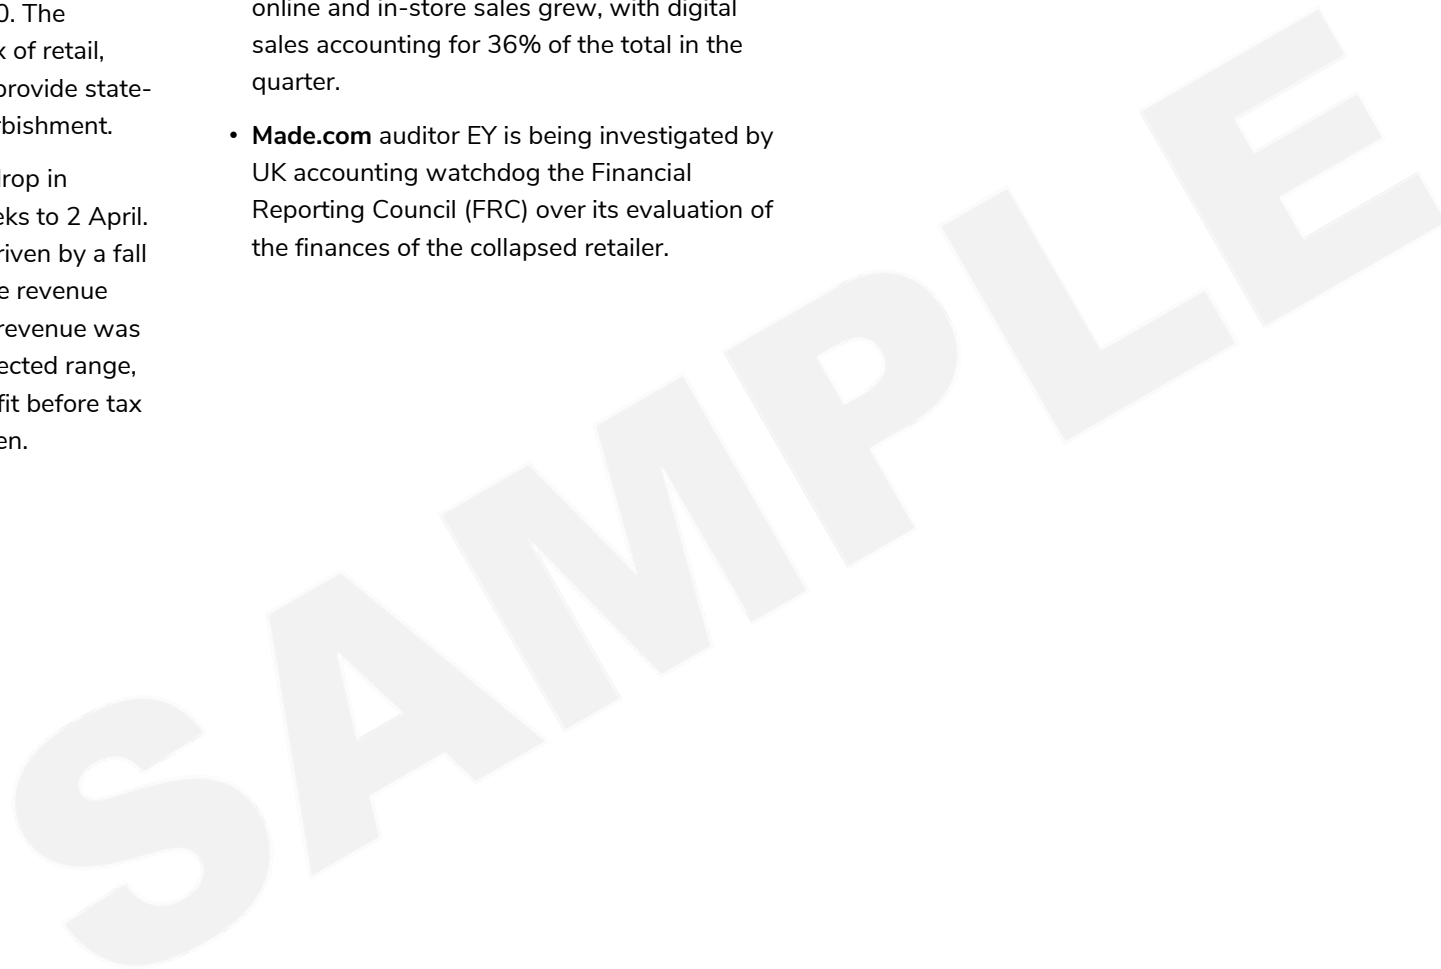 0. The
x of retail,
provide state-
rbishment.
drop in
eks to 2 April.
riven by a fall
e revenue
revenue was
ected range,
fit before tax
en.
online and in-store sales grew, with digital
sales accounting for 36% of the total in the
quarter.
• Made.com auditor EY is being investigated by
UK accounting watchdog the Financial
Reporting Council (FRC) over its evaluation of
the finances of the collapsed retailer.
SAMPLE